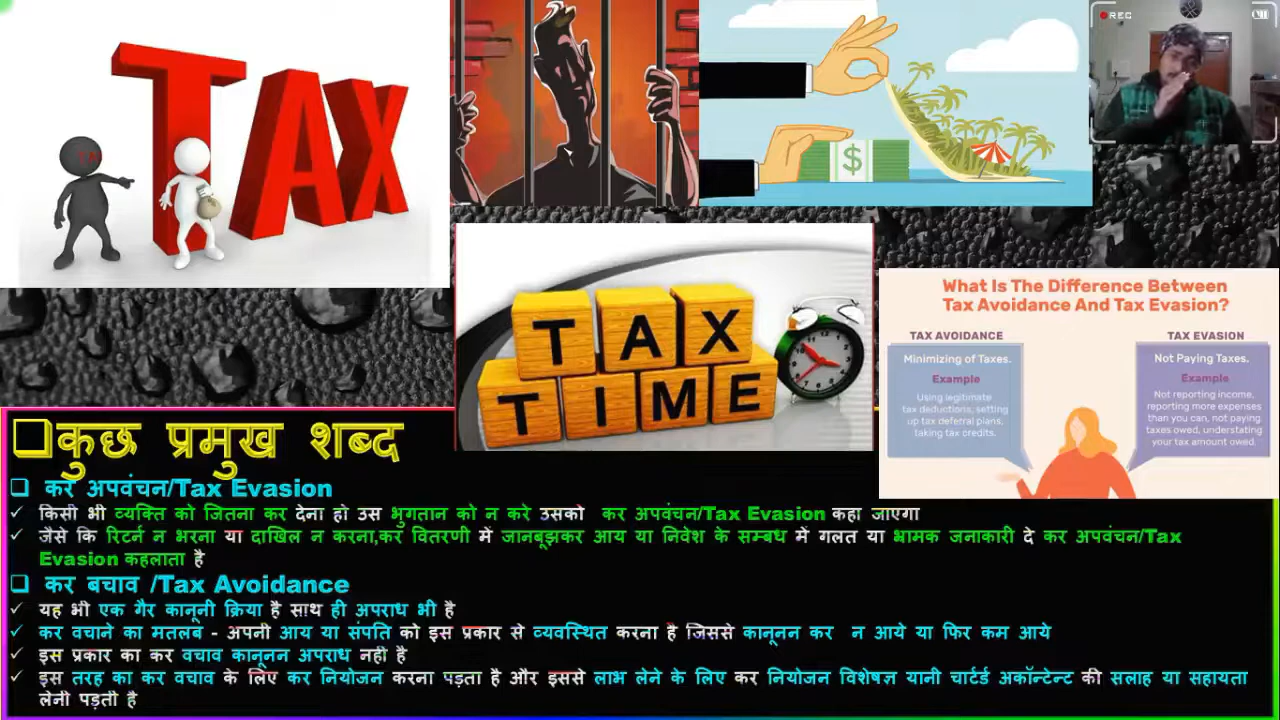 TAX
REC
TAX
TIME
What Is The Difference Between
Tax Avoidance And Tax Evasion?
TAX AVOIDANCE
Minimizing of Taxes.
Example
Using legitimate
tax deductions, setting
up tax deferral plans,
taking tax credits.
TAX EVASION
Not Paying Taxes.
Example
Not reporting income,
reporting more expenses
than you can, not paying
taxes owed, understating
your tax amount owed.
❑कुछ प्रमुख शब्द
❑ कर अपवंचन/Tax Evasion
✓ किसी भी व्यक्ति को जितना कर देना हो उस भुगतान को न करे उसको कर अपवंचन/Tax Evasion कहा जाएगा
✓ जैसे कि रिटर्न न भरना या दाखिल न करना,कर वितरणी में जानबूझकर आय या निवेश के सम्बध में गलत या भ्रामक जनाकारी दे कर अपवंचन/Tax
Evasion कहलाता है
❑ कर बचाव /Tax Avoidance
✓ यह भी एक गैर कानूनी क्रिया है साथ ही अपराध भी है
✓ कर वचाने का मतलब - अपनी आय या संपति को इस प्रकार से व्यवस्थित करना है जिससे कानूनन कर न आये या फिर कम आये
✓ इस प्रकार का कर वचाव कानूनन अपराध नही है
✓ इस तरह का कर वचाव के लिए कर नियोजन करना पड़ता है और इससे लाभ लेने के लिए कर नियोजन विशेषज्ञ यानी चार्टर्ड अकॉन्टेन्ट की सलाह या सहायता
लेनी पड़ती है